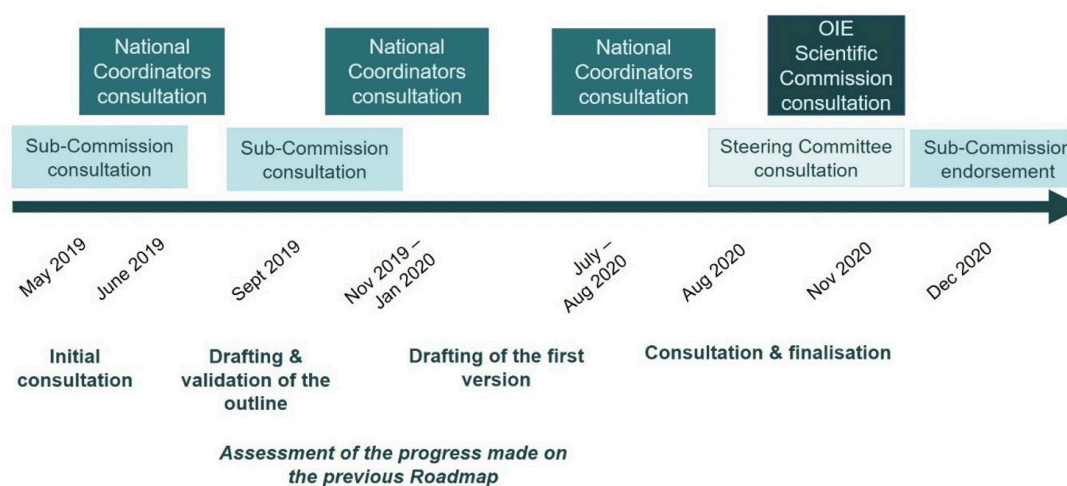 National
Coordinators
consultation
National
Coordinators
consultation
National
Coordinators
consultation
OIE
Scientific
Commission
consultation
Sub-Commission
consultation
Sub-Commission
consultation
Steering Committee
consultation
Sub-Commission
endorsement
May 2019
June 2019
Sept 2019
Nov 2019 –
Jan 2020
July –
Aug 2020
Aug 2020
Nov 2020
Dec 2020
Initial
consultation
Drafting &
validation of the
outline
Drafting of the first
version
Consultation & finalisation
Assessment of the progress made on
the previous Roadmap